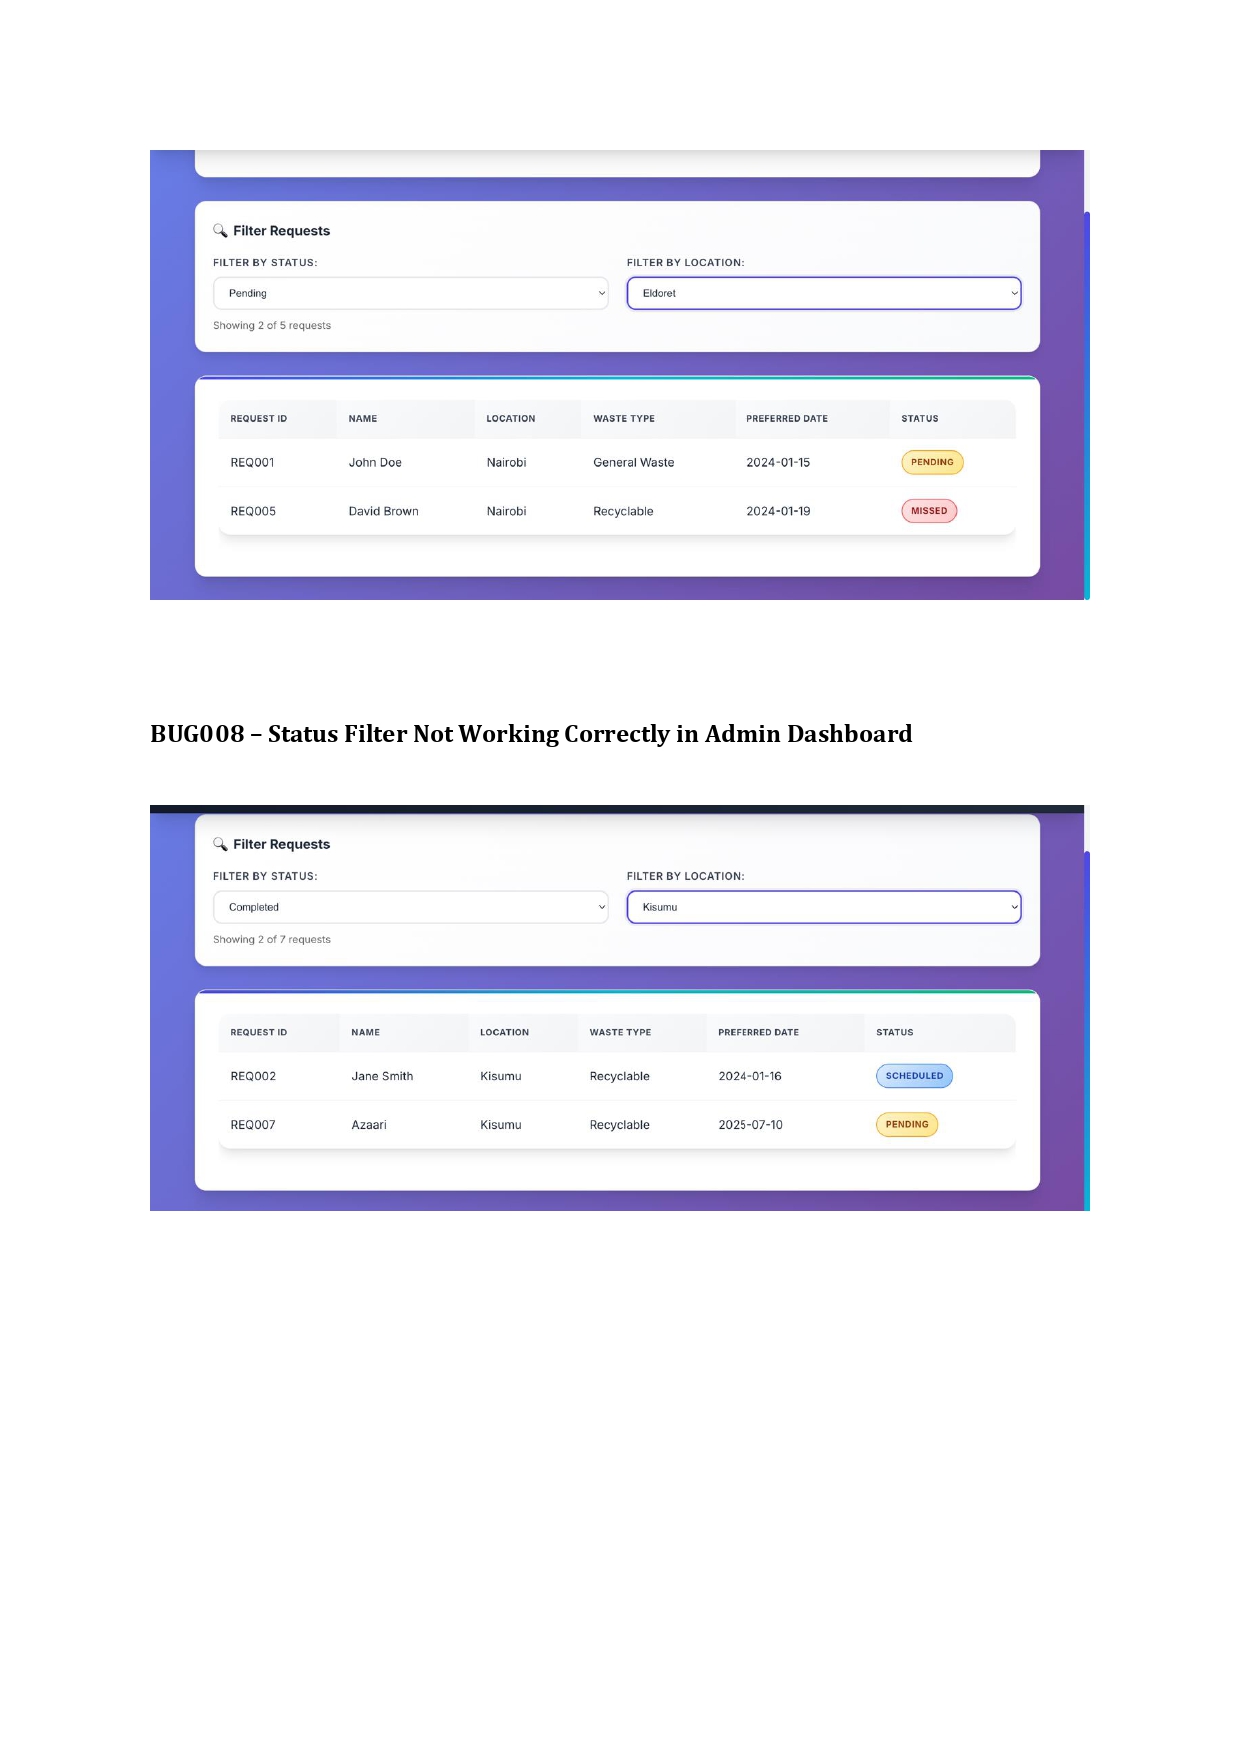 🔍 Filter Requests
FILTER BY STATUS: FILTER BY LOCATION:
Pending Eldoret
Showing 2 of 5 requests
REQUEST ID NAME LOCATION WASTE TYPE PREFERRED DATE STATUS
REQ001 John Doe Nairobi General Waste 2024-01-15 PENDING
REQ005 David Brown Nairobi Recyclable 2024-01-19 MISSED
BUG008 – Status Filter Not Working Correctly in Admin Dashboard
🔍 Filter Requests
FILTER BY STATUS: FILTER BY LOCATION:
Completed Kisumu
Showing 2 of 7 requests
REQUEST ID NAME LOCATION WASTE TYPE PREFERRED DATE STATUS
REQ002 Jane Smith Kisumu Recyclable 2024-01-16 SCHEDULED
REQ007 Azaari Kisumu Recyclable 2025-07-10 PENDING